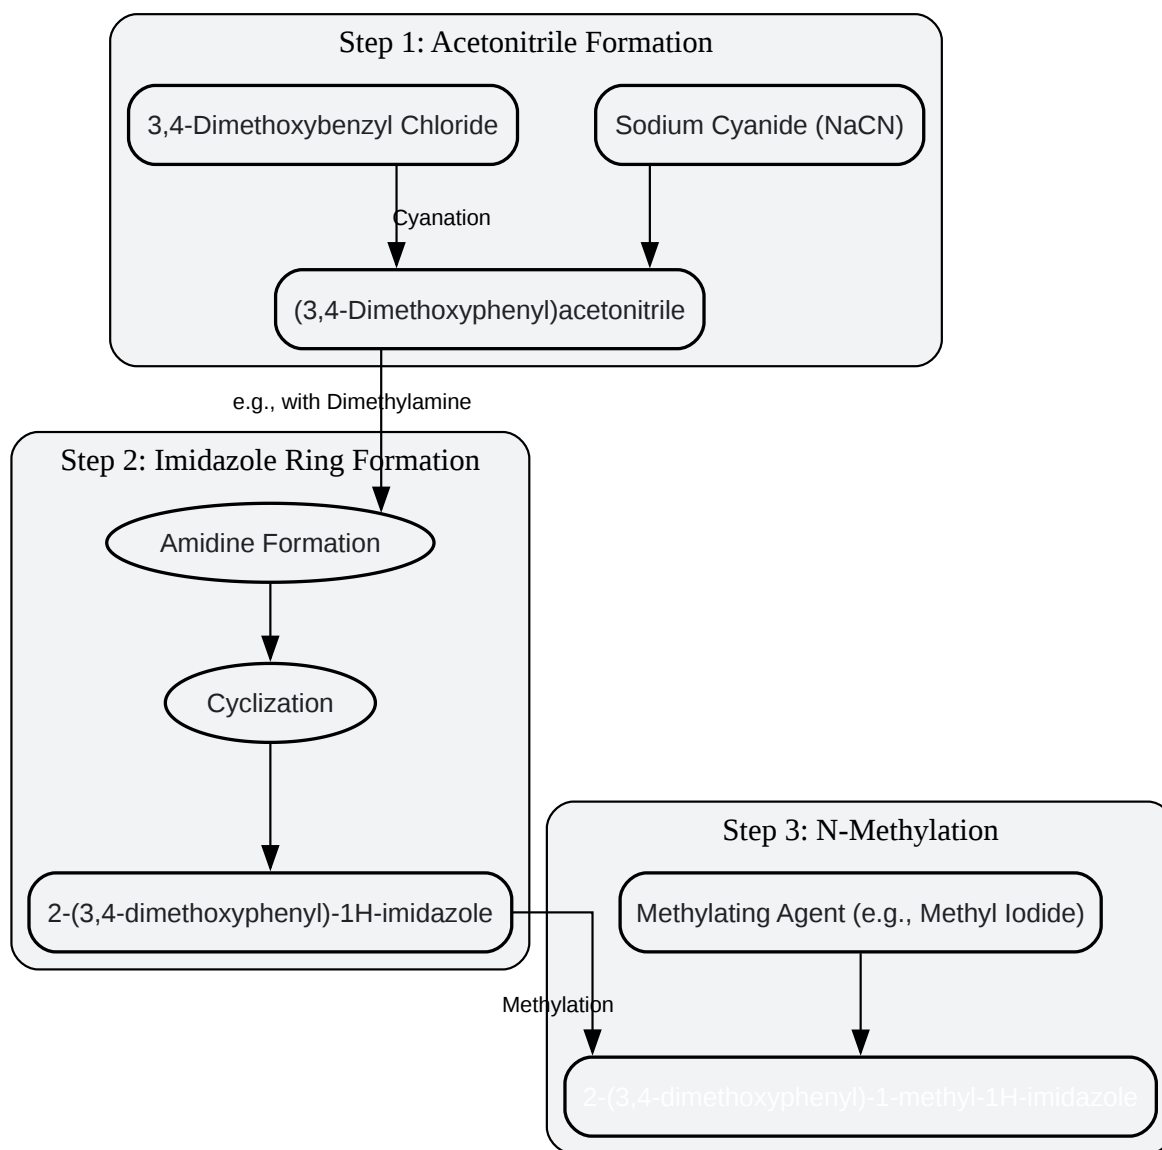 Step 1: Acetonitrile Formation
3,4-Dimethoxybenzyl Chloride
Sodium Cyanide (NaCN)
Cyanation
(3,4-Dimethoxyphenyl)acetonitrile
e.g., with Dimethylamine
Step 2: Imidazole Ring Formation
Amidine Formation
Cyclization
2-(3,4-dimethoxyphenyl)-1H-imidazole
Step 3: N-Methylation
Methylating Agent (e.g., Methyl Iodide)
Methylation
2-(3,4-dimethoxyphenyl)-1-methyl-1H-imidazole